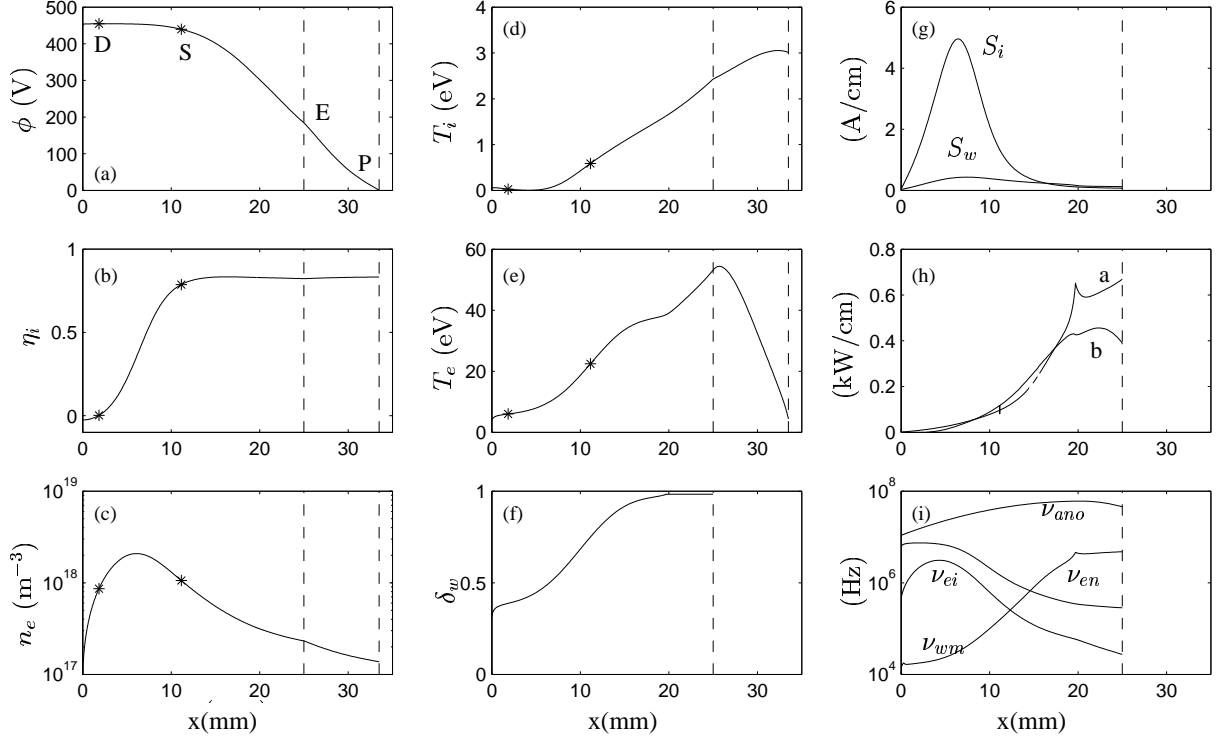 500
400
300
200
100
0
ϕ (V)
D
S
E
P
(a)
0 10 20 30
4
3
2
1
0
T_i (eV)
(d)
0 10 20 30
6
4
2
0
(A/cm)
(g)
S_i
S_w
0 10 20 30
1
0.5
0
η_i
(b)
0 10 20 30
60
40
20
0
T_e (eV)
(e)
0 10 20 30
0.8
0.6
0.4
0.2
0
(kW/cm)
(h)
a
b
0 10 20 30
10^19
10^18
10^17
n_e (m^−3)
(c)
0 10 20 30
x(mm)
1
0.5
0
δ_w
(f)
0 10 20 30
x(mm)
10^8
10^6
10^4
(Hz)
(i)
ν_ano
ν_ei
ν_en
ν_wm
0 10 20 30
x(mm)